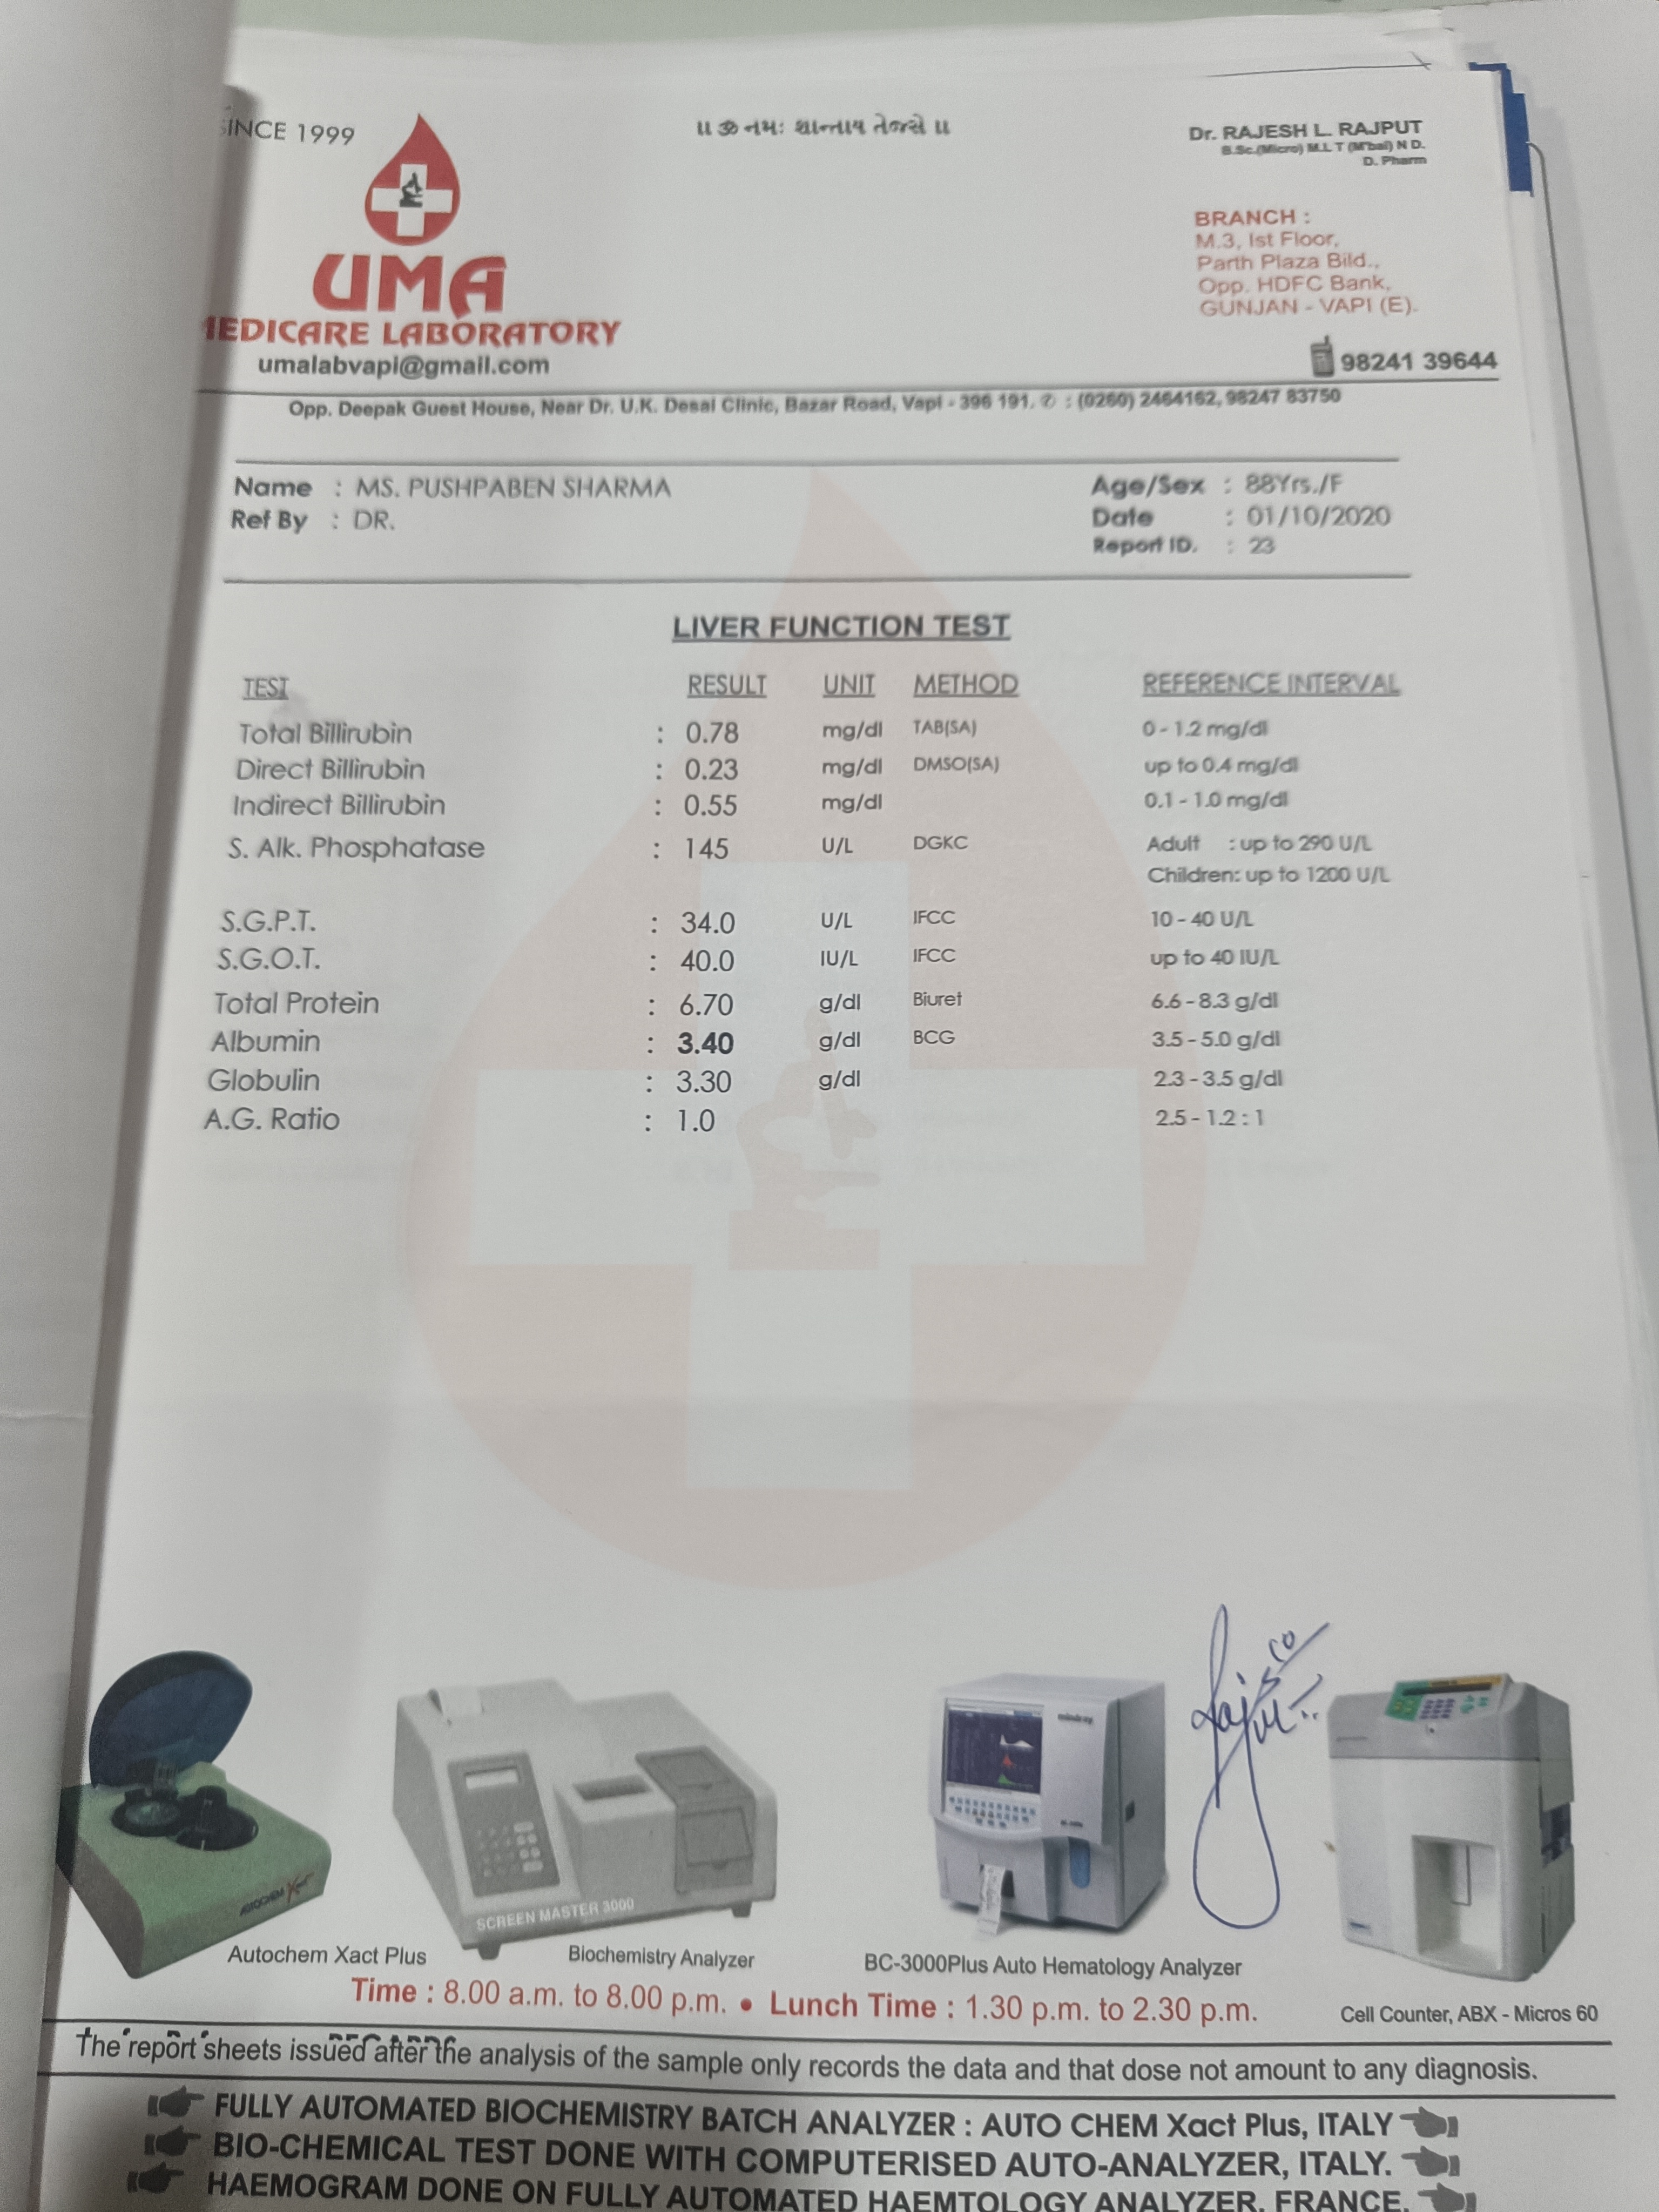 SINCE 1999
॥ ૐ નમઃ શાન્તાય તેજસે ॥
Dr. RAJESH L. RAJPUT
B.Sc.(Micro) M.L T (M'bai) N D.
D. Pharm
UMA
MEDICARE LABORATORY
umalabvapi@gmail.com
BRANCH :
M.3, Ist Floor,
Parth Plaza Bild.,
Opp. HDFC Bank,
GUNJAN - VAPI (E).
98241 39644
Opp. Deepak Guest House, Near Dr. U.K. Desai Clinic, Bazar Road, Vapi - 396 191. ✆ : (0260) 2464162, 98247 83750
Name : MS. PUSHPABEN SHARMA Age/Sex : 88Yrs./F
Ref By : DR. Date : 01/10/2020
Report ID. : 23
LIVER FUNCTION TEST
TEST RESULT UNIT METHOD REFERENCE INTERVAL
Total Billirubin : 0.78 mg/dl TAB(SA) 0 - 1.2 mg/dl
Direct Billirubin : 0.23 mg/dl DMSO(SA) up to 0.4 mg/dl
Indirect Billirubin : 0.55 mg/dl 0.1 - 1.0 mg/dl
S. Alk. Phosphatase : 145 U/L DGKC Adult : up to 290 U/L
Children: up to 1200 U/L
S.G.P.T. : 34.0 U/L IFCC 10 - 40 U/L
S.G.O.T. : 40.0 IU/L IFCC up to 40 IU/L
Total Protein : 6.70 g/dl Biuret 6.6 - 8.3 g/dl
Albumin : 3.40 g/dl BCG 3.5 - 5.0 g/dl
Globulin : 3.30 g/dl 2.3 - 3.5 g/dl
A.G. Ratio : 1.0 2.5 - 1.2 : 1
mindray
AUTOCHEM Xact
SCREEN MASTER 3000
Autochem Xact Plus
Biochemistry Analyzer
BC-3000Plus Auto Hematology Analyzer
Cell Counter, ABX - Micros 60
Time : 8.00 a.m. to 8.00 p.m. • Lunch Time : 1.30 p.m. to 2.30 p.m.
The report sheets issued after the analysis of the sample only records the data and that dose not amount to any diagnosis.
FULLY AUTOMATED BIOCHEMISTRY BATCH ANALYZER : AUTO CHEM Xact Plus, ITALY
BIO-CHEMICAL TEST DONE WITH COMPUTERISED AUTO-ANALYZER, ITALY.
HAEMOGRAM DONE ON FULLY AUTOMATED HAEMTOLOGY ANALYZER, FRANCE.